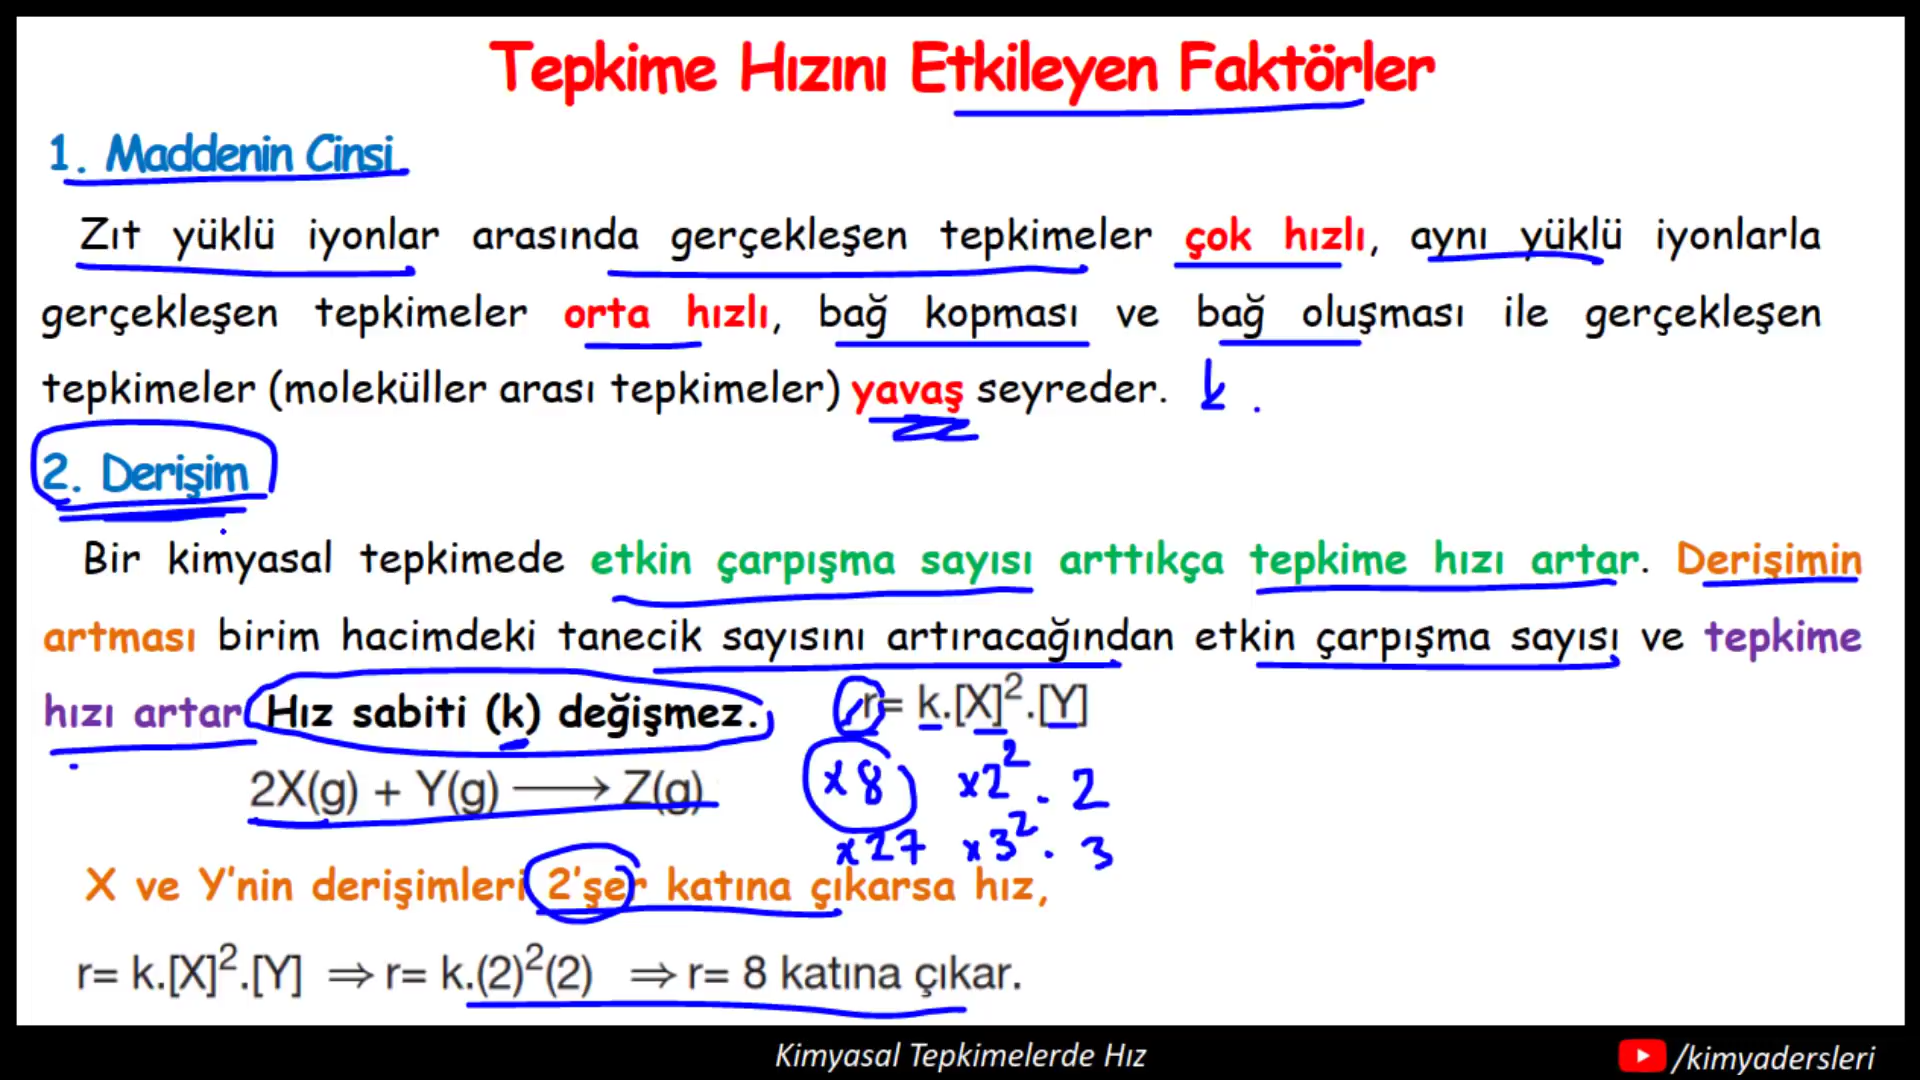 Tepkime Hızını Etkileyen Faktörler
1. Maddenin Cinsi
Zıt yüklü iyonlar arasında gerçekleşen tepkimeler çok hızlı, aynı yüklü iyonlarla
gerçekleşen tepkimeler orta hızlı, bağ kopması ve bağ oluşması ile gerçekleşen
tepkimeler (moleküller arası tepkimeler) yavaş seyreder.
2. Derişim
Bir kimyasal tepkimede etkin çarpışma sayısı arttıkça tepkime hızı artar. Derişimin
artması birim hacimdeki tanecik sayısını artıracağından etkin çarpışma sayısı ve tepkime
hızı artar Hız sabiti (k) değişmez. r= k.[X]².[Y]
2X(g) + Y(g) ⟶ Z(g) x8 x2² . 2
x27 x3² . 3
X ve Y'nin derişimleri 2'şer katına çıkarsa hız,
r= k.[X]².[Y] ⇒ r= k.(2)²(2) ⇒ r= 8 katına çıkar.
Kimyasal Tepkimelerde Hız
/kimyadersleri